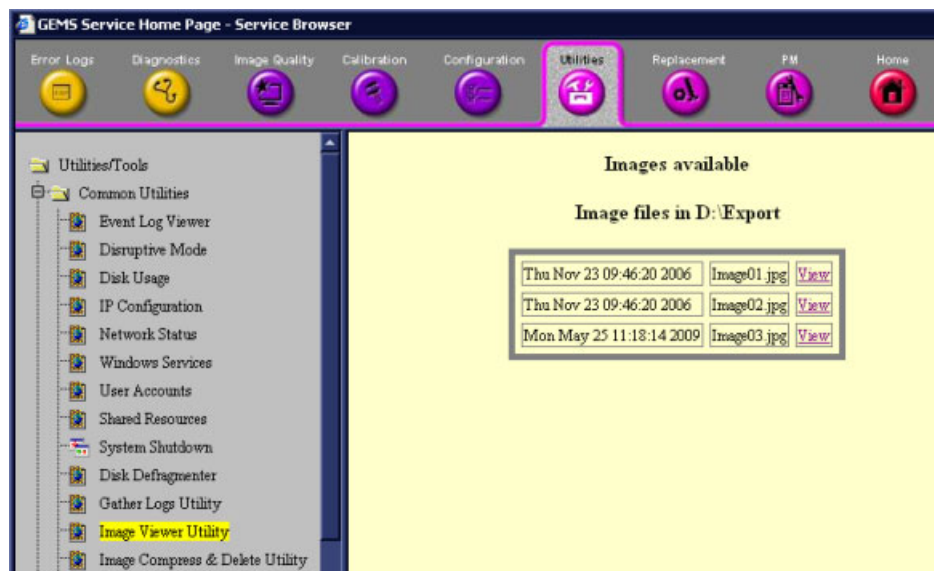 GEMS Service Home Page - Service Browser
Error Logs
Diagnostics
Image Quality
Calibration
Configuration
Utilities
Replacement
PM
Home
Utilities/Tools
Common Utilities
Event Log Viewer
Disruptive Mode
Disk Usage
IP Configuration
Network Status
Windows Services
User Accounts
Shared Resources
System Shutdown
Disk Defragmenter
Gather Logs Utility
Image Viewer Utility
Image Compress & Delete Utility
Images available
Image files in D:\Export
Thu Nov 23 09:46:20 2006 Image01.jpg View
Thu Nov 23 09:46:20 2006 Image02.jpg View
Mon May 25 11:18:14 2009 Image03.jpg View